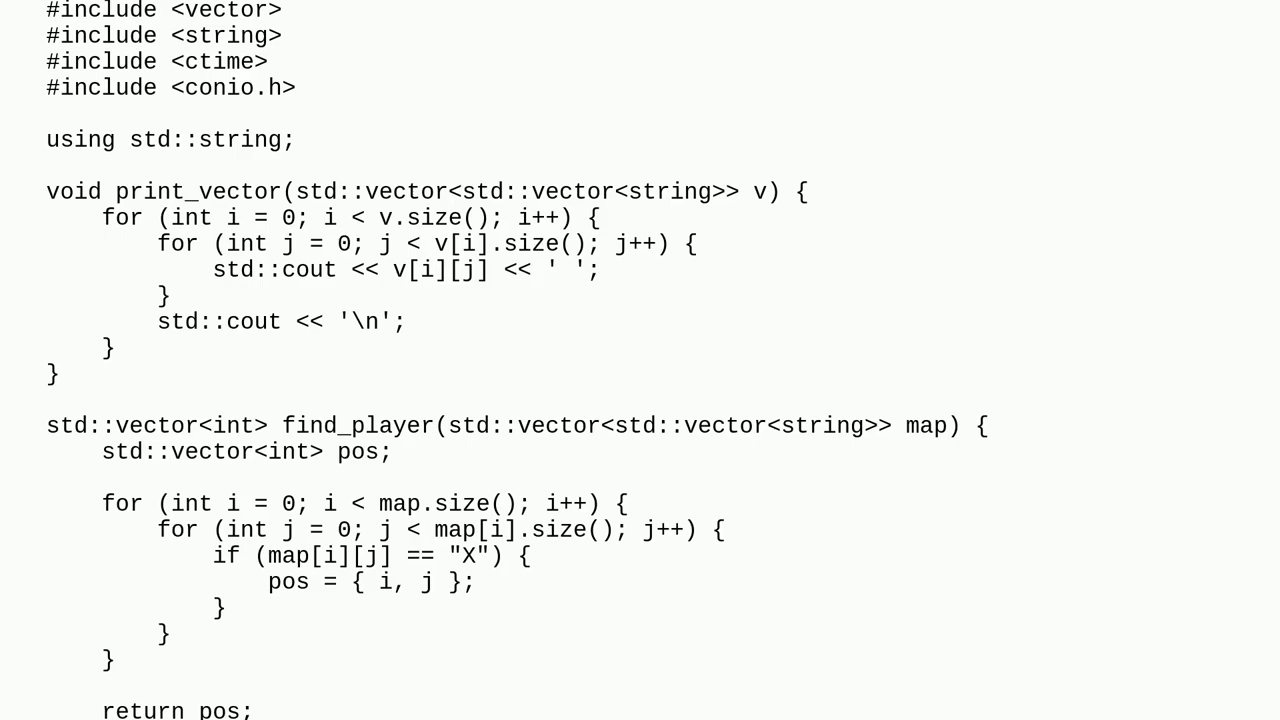 #include <vector>
#include <string>
#include <ctime>
#include <conio.h>

using std::string;

void print_vector(std::vector<std::vector<string>> v) {
    for (int i = 0; i < v.size(); i++) {
        for (int j = 0; j < v[i].size(); j++) {
            std::cout << v[i][j] << ' ';
        }
        std::cout << '\n';
    }
}

std::vector<int> find_player(std::vector<std::vector<string>> map) {
    std::vector<int> pos;

    for (int i = 0; i < map.size(); i++) {
        for (int j = 0; j < map[i].size(); j++) {
            if (map[i][j] == "X") {
                pos = { i, j };
            }
        }
    }

    return pos;